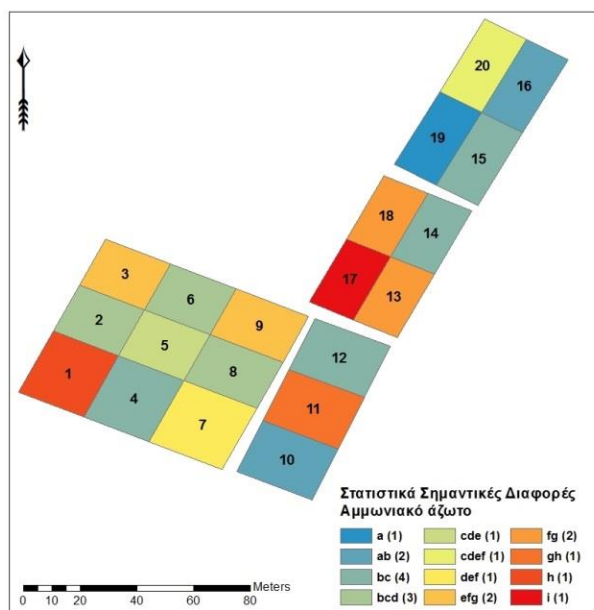 20
16
19
15
18
14
17
13
3
6
9
2
5
8
12
1
4
7
11
10
Στατιστικά Σημαντικές Διαφορές
Αμμωνιακό άζωτο
a (1) cde (1) fg (2)
ab (2) cdef (1) gh (1)
bc (4) def (1) h (1)
bcd (3) efg (2) i (1)
Meters
0 5 10 20 40 60 80